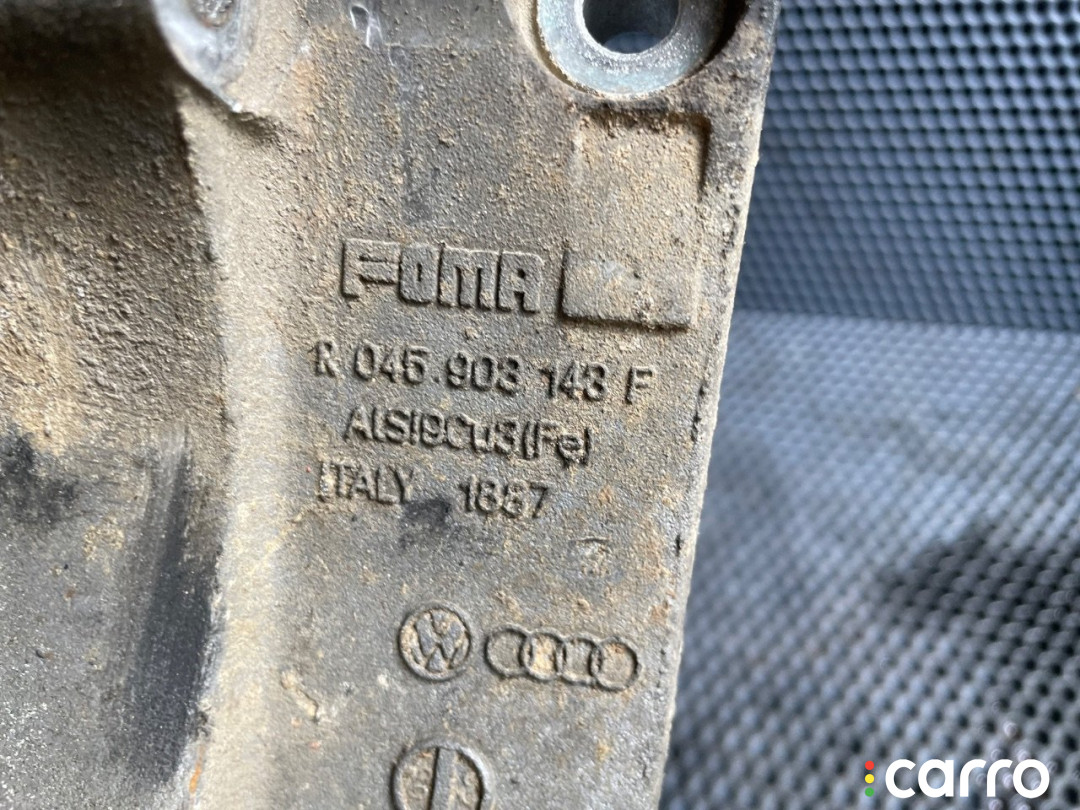 FOMA
R 045.903 143 F
AlSi9Cu3(Fe)
ITALY 1887
carro